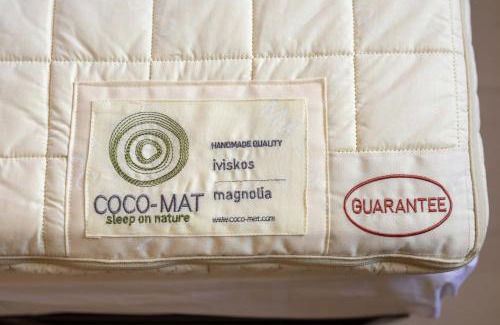 HANDMADE QUALITY
iviskos
magnolia
COCO-MAT
sleep on nature
www.coco-mat.com
GUARANTEE